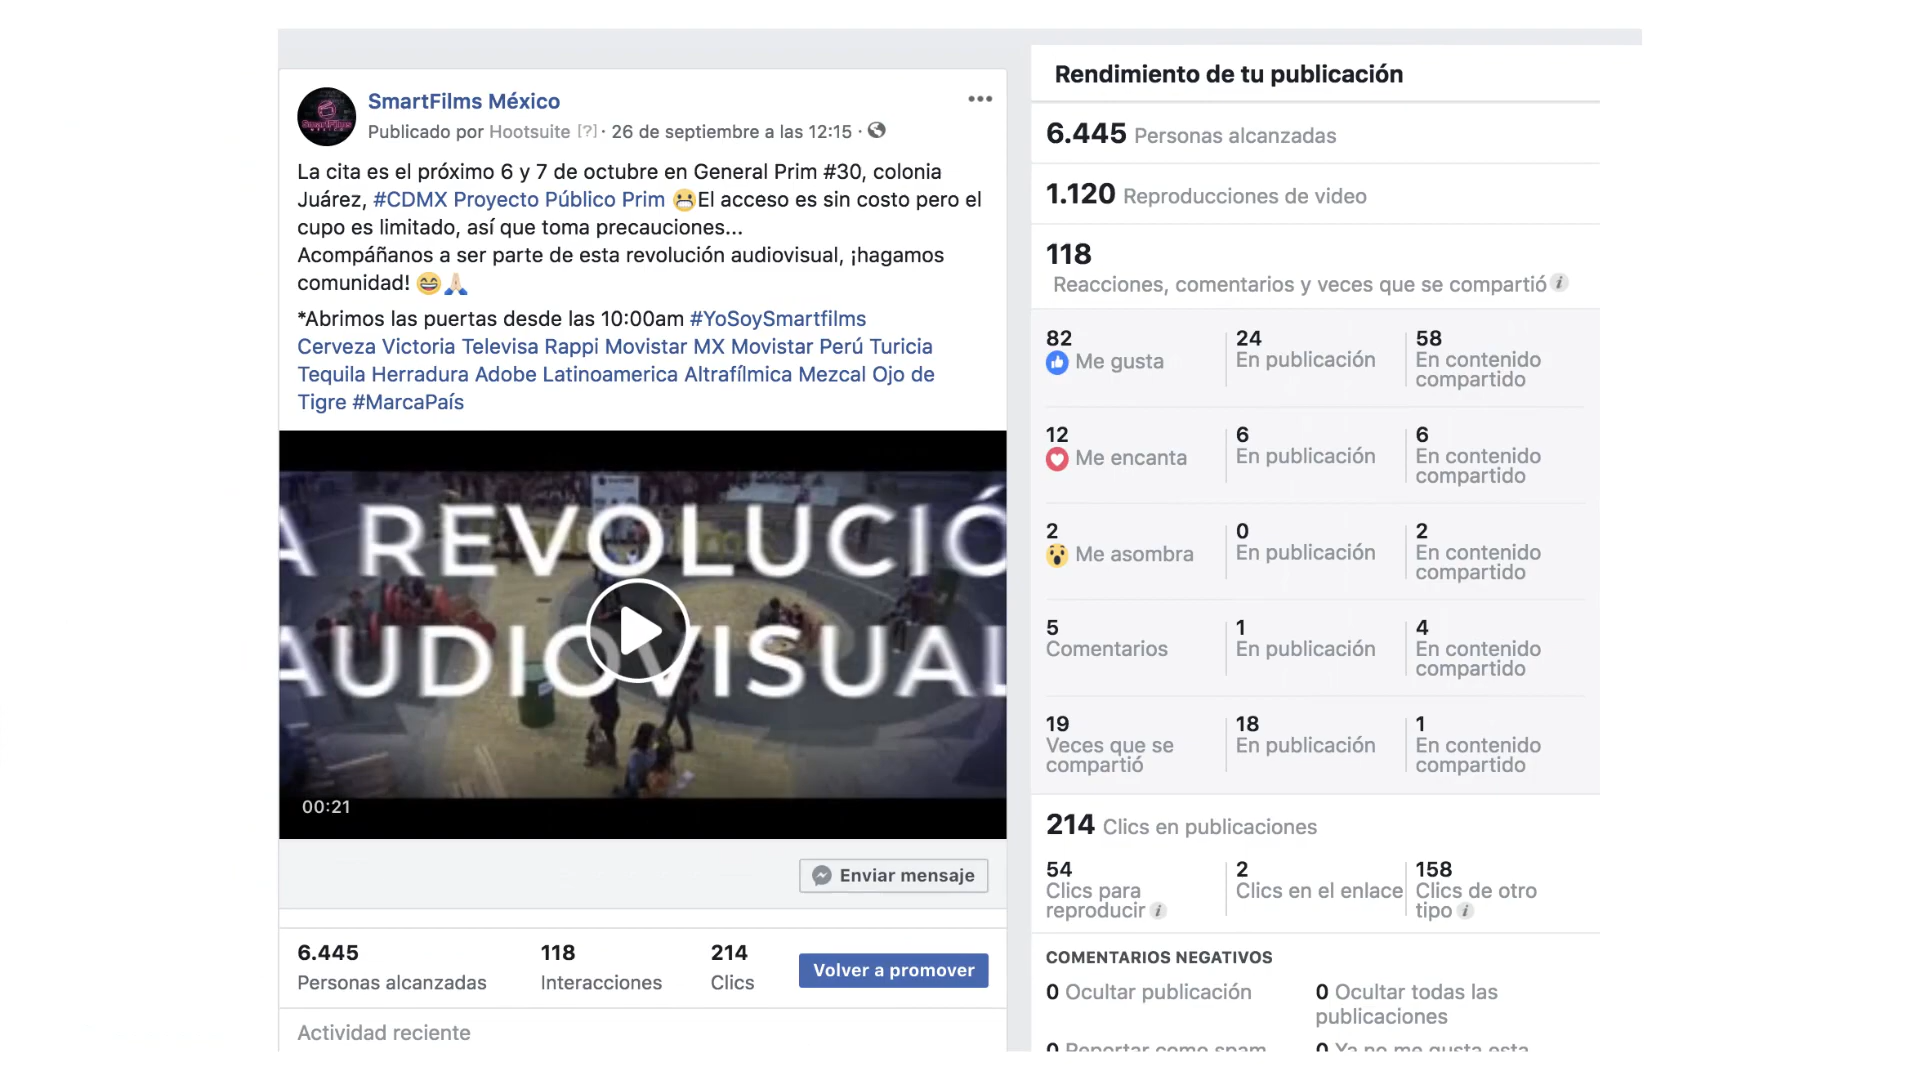 SmartFilms México
Publicado por Hootsuite [?] · 26 de septiembre a las 12:15 ·
La cita es el próximo 6 y 7 de octubre en General Prim #30, colonia
Juárez, #CDMX Proyecto Público Prim 😬El acceso es sin costo pero el
cupo es limitado, así que toma precauciones...
Acompáñanos a ser parte de esta revolución audiovisual, ¡hagamos
comunidad! 😄🙏🏻
*Abrimos las puertas desde las 10:00am #YoSoySmartfilms
Cerveza Victoria Televisa Rappi Movistar MX Movistar Perú Turicia
Tequila Herradura Adobe Latinoamerica Altrafílmica Mezcal Ojo de
Tigre #MarcaPaís
A REVOLUCIÓ
AUDIOVISUAL
00:21
Enviar mensaje
6.445 118 214
Personas alcanzadas Interacciones Clics
Volver a promover
Actividad reciente
Rendimiento de tu publicación
6.445 Personas alcanzadas
1.120 Reproducciones de video
118
Reacciones, comentarios y veces que se compartió
82 24 58
Me gusta En publicación En contenido
compartido
12 6 6
Me encanta En publicación En contenido
compartido
2 0 2
Me asombra En publicación En contenido
compartido
5 1 4
Comentarios En publicación En contenido
compartido
19 18 1
Veces que se En publicación En contenido
compartió compartido
214 Clics en publicaciones
54 2 158
Clics para Clics en el enlace Clics de otro
reproducir tipo
COMENTARIOS NEGATIVOS
0 Ocultar publicación 0 Ocultar todas las
publicaciones
0 Reportar como spam 0 Ya no me gusta esta